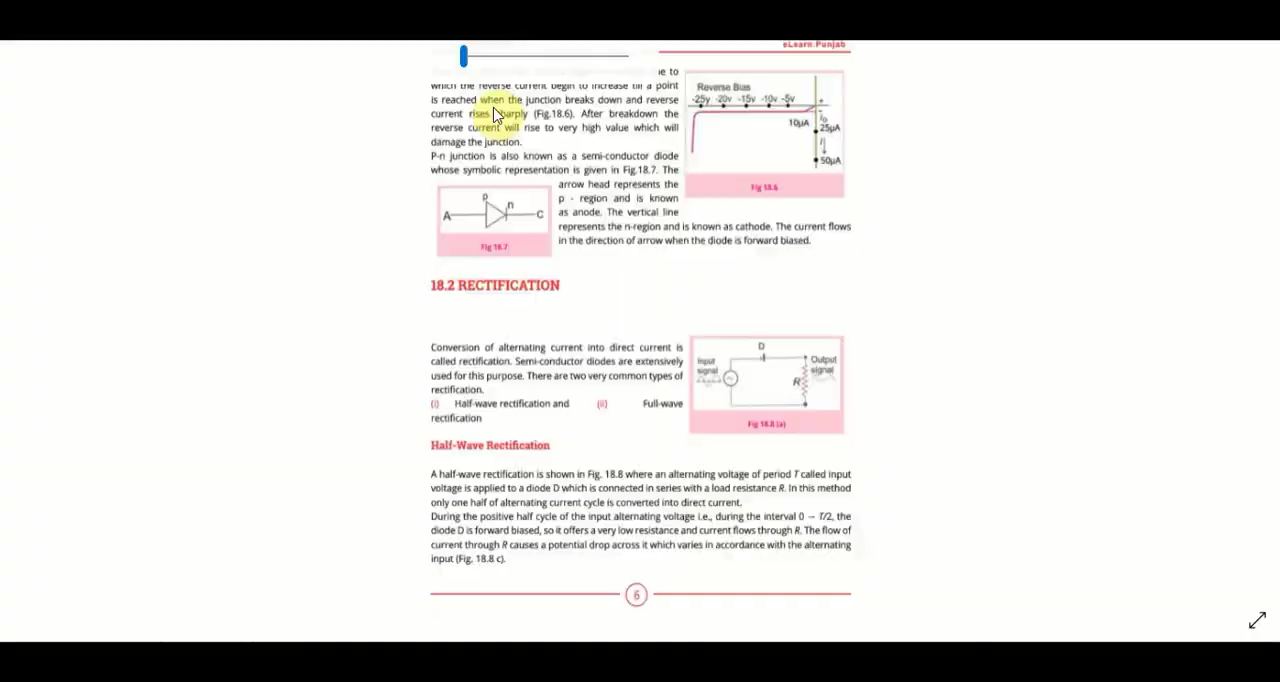 eLearn.Punjab
ue to
which the reverse current begin to increase till a point
is reached when the junction breaks down and reverse
current rises sharply (Fig.18.6). After breakdown the
reverse current will rise to very high value which will
damage the junction.
Reverse Bias
-25v -20v -15v -10v -5v
10µA
25µA
50µA
Fig 18.6
P-n junction is also known as a semi-conductor diode
whose symbolic representation is given in Fig.18.7. The
arrow head represents the
p - region and is known
as anode. The vertical line
represents the n-region and is known as cathode. The current flows
in the direction of arrow when the diode is forward biased.
p
n
A
C
Fig 18.7
18.2 RECTIFICATION
Conversion of alternating current into direct current is
called rectification. Semi-conductor diodes are extensively
used for this purpose. There are two very common types of
rectification.
(i) Half-wave rectification and (ii) Full-wave
rectification
D
Input
signal
Output
signal
R
Fig 18.8 (a)
Half-Wave Rectification
A half-wave rectification is shown in Fig. 18.8 where an alternating voltage of period T called input
voltage is applied to a diode D which is connected in series with a load resistance R. In this method
only one half of alternating current cycle is converted into direct current.
During the positive half cycle of the input alternating voltage i.e., during the interval 0 – T/2, the
diode D is forward biased, so it offers a very low resistance and current flows through R. The flow of
current through R causes a potential drop across it which varies in accordance with the alternating
input (Fig. 18.8 c).
6